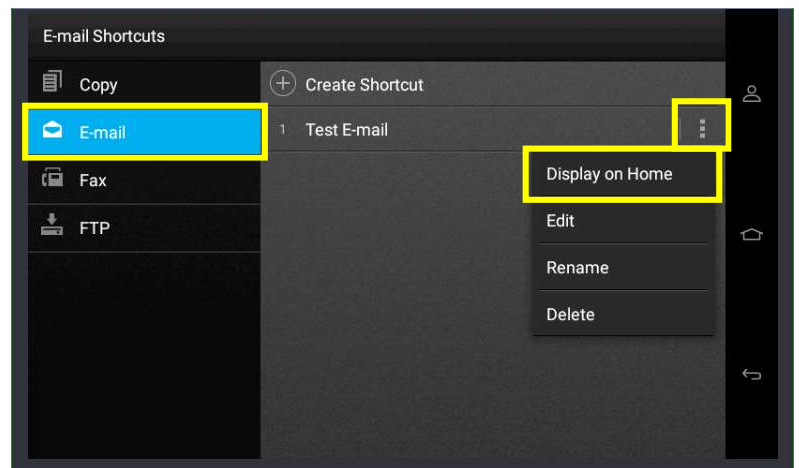 E-mail Shortcuts
Copy
Create Shortcut
E-mail
1 Test E-mail
Fax
Display on Home
FTP
Edit
Rename
Delete